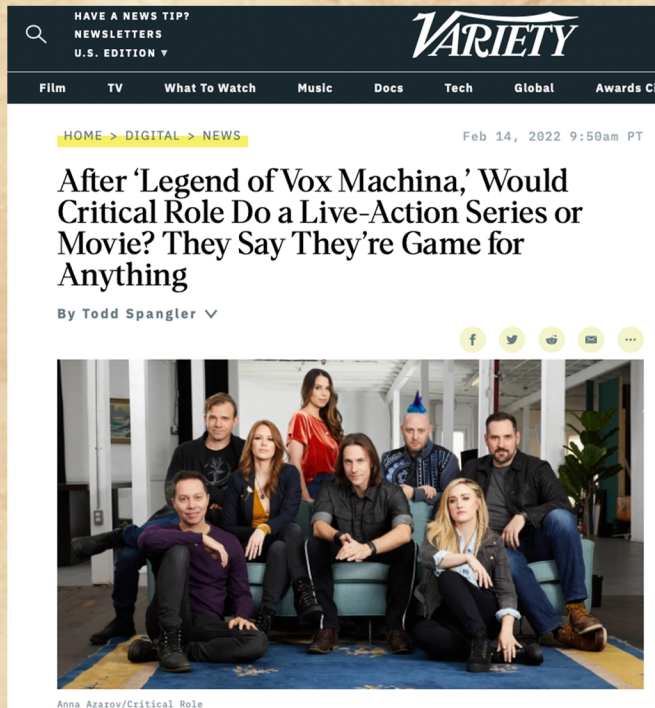 HAVE A NEWS TIP?
NEWSLETTERS
U.S. EDITION ▼
VARIETY
Film TV What To Watch Music Docs Tech Global Awards Ci
HOME > DIGITAL > NEWS
Feb 14, 2022 9:50am PT
After ‘Legend of Vox Machina,’ Would
Critical Role Do a Live-Action Series or
Movie? They Say They’re Game for
Anything
By Todd Spangler
Anna Azarov/Critical Role